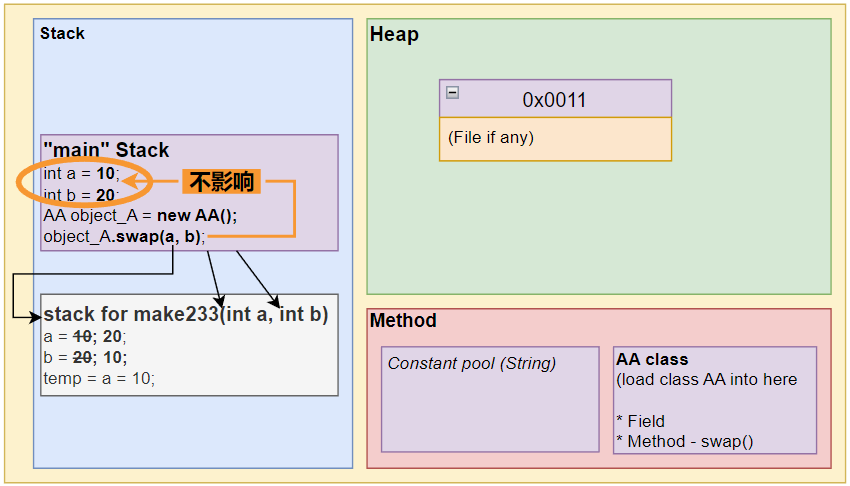 Stack
"main" Stack
int a = 10;
int b = 20;
不影响
AA object_A = new AA();
object_A.swap(a, b);
stack for make233(int a, int b)
a = 10; 20;
b = 20; 10;
temp = a = 10;
Heap
0x0011
(File if any)
Method
Constant pool (String)
AA class
(load class AA into here
* Field
* Method - swap()